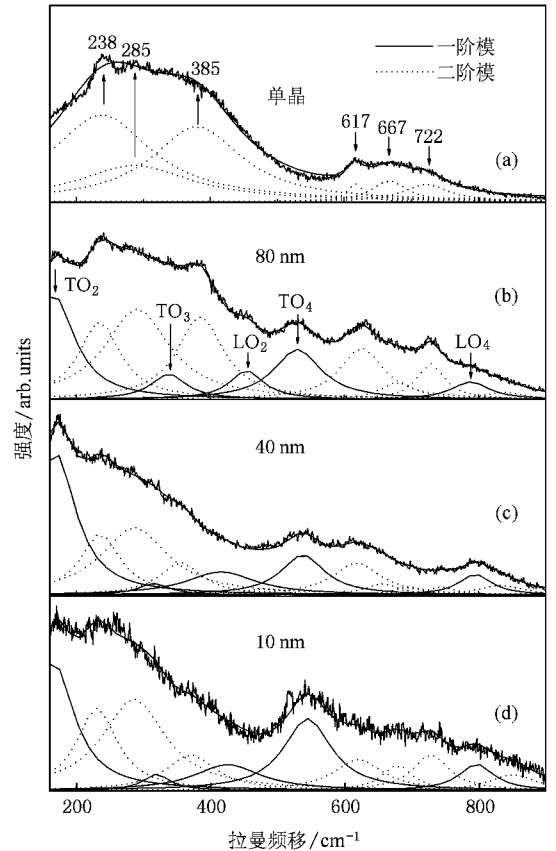 238
285
385
单晶
一阶模
二阶模
617
667
722
(a)
80 nm
TO₂
TO₃
LO₂
TO₄
LO₄
(b)
40 nm
(c)
10 nm
(d)
强度/arb.units
200
400
600
800
拉曼频移/cm⁻¹